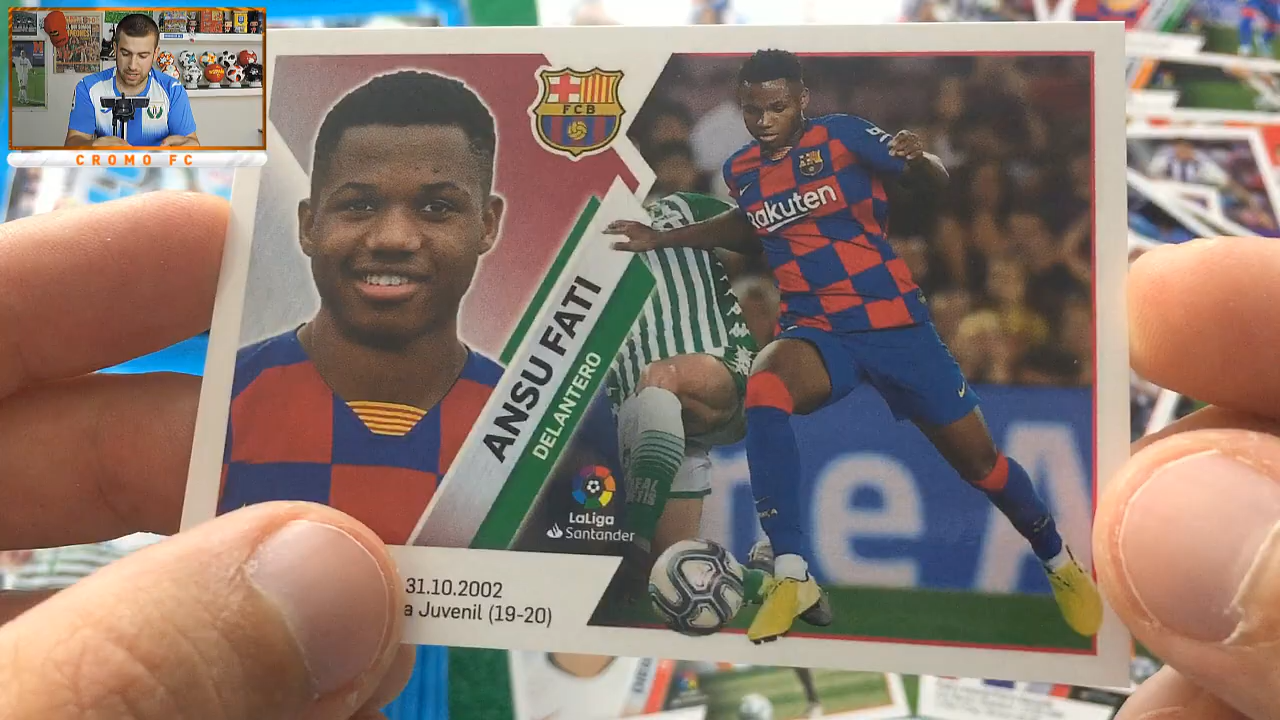 CROMO FC
FCB
Rakuten
ANSU FATI
DELANTERO
REAL
BETIS
LaLiga
Santander
31.10.2002
a Juvenil (19-20)